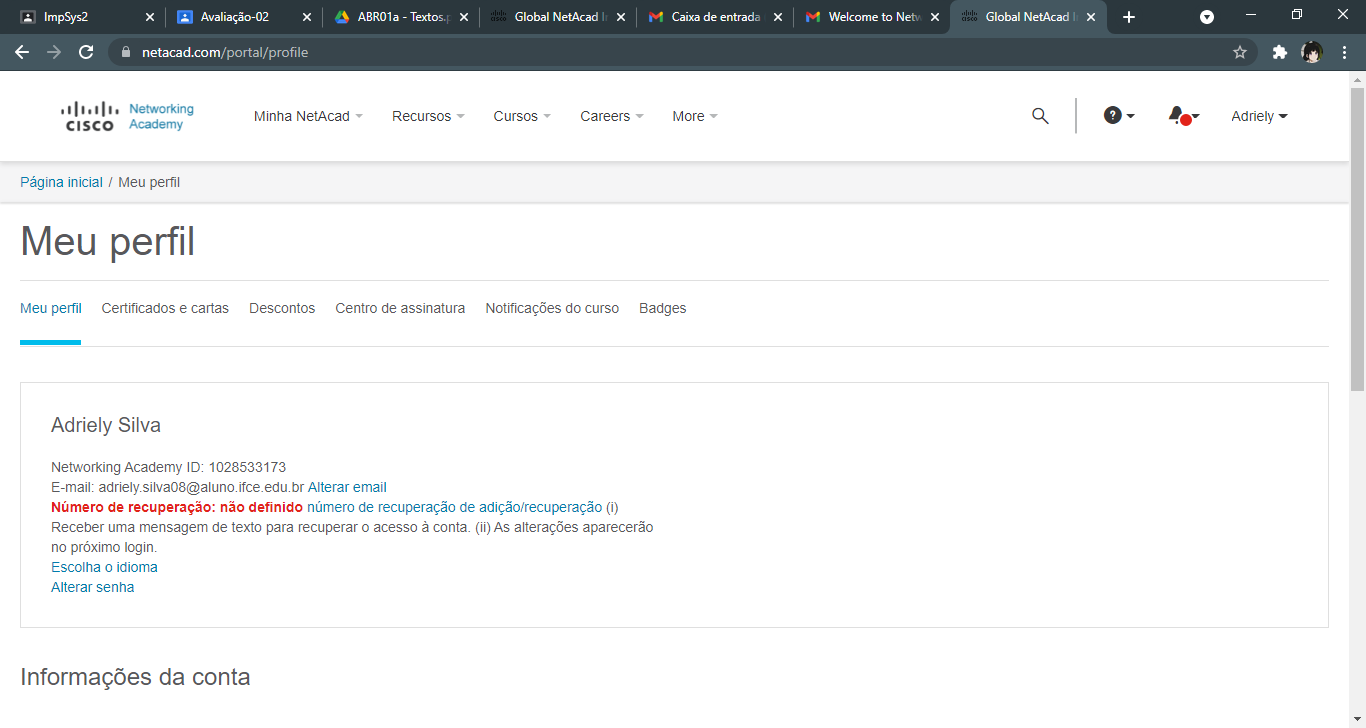 ImpSys2
Avaliação-02
ABR01a - Textos.p
Global NetAcad I
Caixa de entrada
Welcome to Netw
Global NetAcad I
netacad.com/portal/profile
CISCO
Networking
Academy
Minha NetAcad
Recursos
Cursos
Careers
More
Adriely
Página inicial / Meu perfil
Meu perfil
Meu perfil
Certificados e cartas
Descontos
Centro de assinatura
Notificações do curso
Badges
Adriely Silva
Networking Academy ID: 1028533173
E-mail: adriely.silva08@aluno.ifce.edu.br Alterar email
Número de recuperação: não definido número de recuperação de adição/recuperação (i)
Receber uma mensagem de texto para recuperar o acesso à conta. (ii) As alterações aparecerão
no próximo login.
Escolha o idioma
Alterar senha
Informações da conta